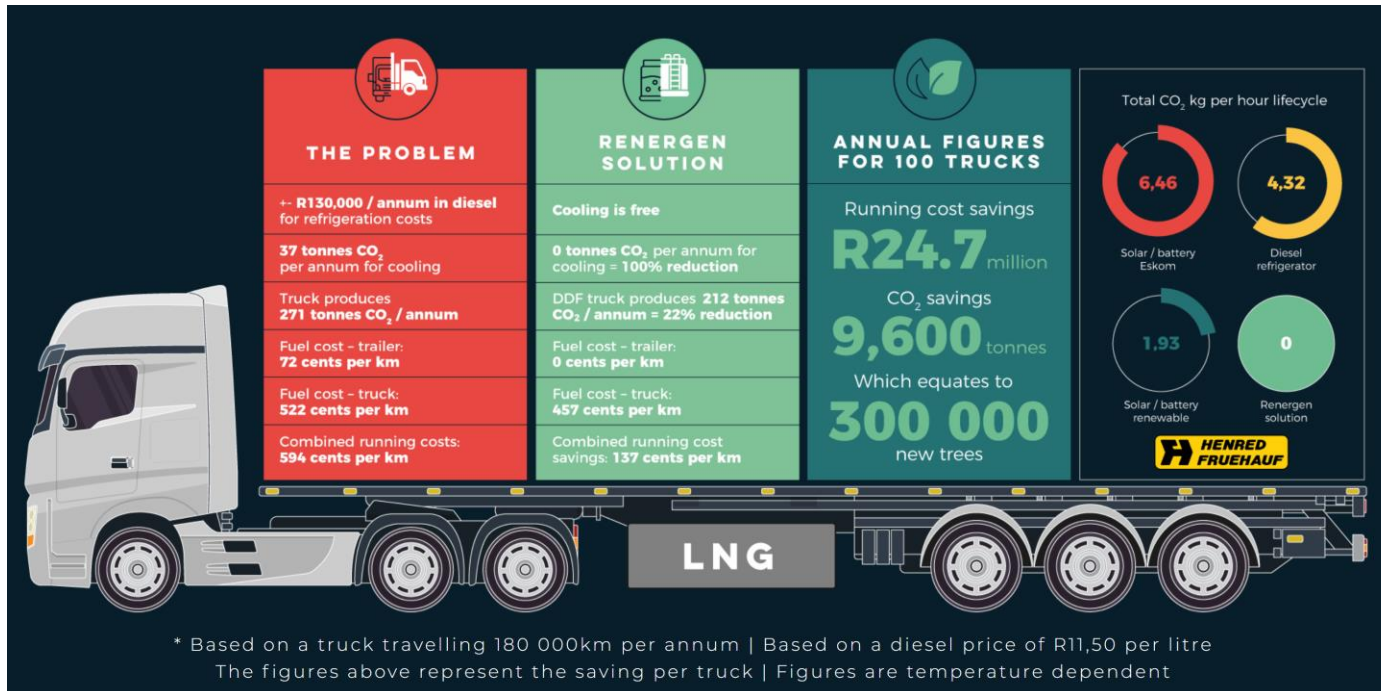 THE PROBLEM
+- R130,000 / annum in diesel
for refrigeration costs
37 tonnes CO₂
per annum for cooling
Truck produces
271 tonnes CO₂ / annum
Fuel cost – trailer:
72 cents per km
Fuel cost – truck:
522 cents per km
Combined running costs:
594 cents per km
RENERGEN
SOLUTION
Cooling is free
0 tonnes CO₂ per annum for
cooling = 100% reduction
DDF truck produces 212 tonnes
CO₂ / annum = 22% reduction
Fuel cost – trailer:
0 cents per km
Fuel cost – truck:
457 cents per km
Combined running cost
savings: 137 cents per km
ANNUAL FIGURES
FOR 100 TRUCKS
Running cost savings
R24.7 million
CO₂ savings
9,600 tonnes
Which equates to
300 000
new trees
Total CO₂ kg per hour lifecycle
6,46
Solar / battery
Eskom
4,32
Diesel
refrigerator
1,93
Solar / battery
renewable
0
Renergen
solution
H HENRED
FRUEHAUF
LNG
* Based on a truck travelling 180 000km per annum | Based on a diesel price of R11,50 per litre
The figures above represent the saving per truck | Figures are temperature dependent